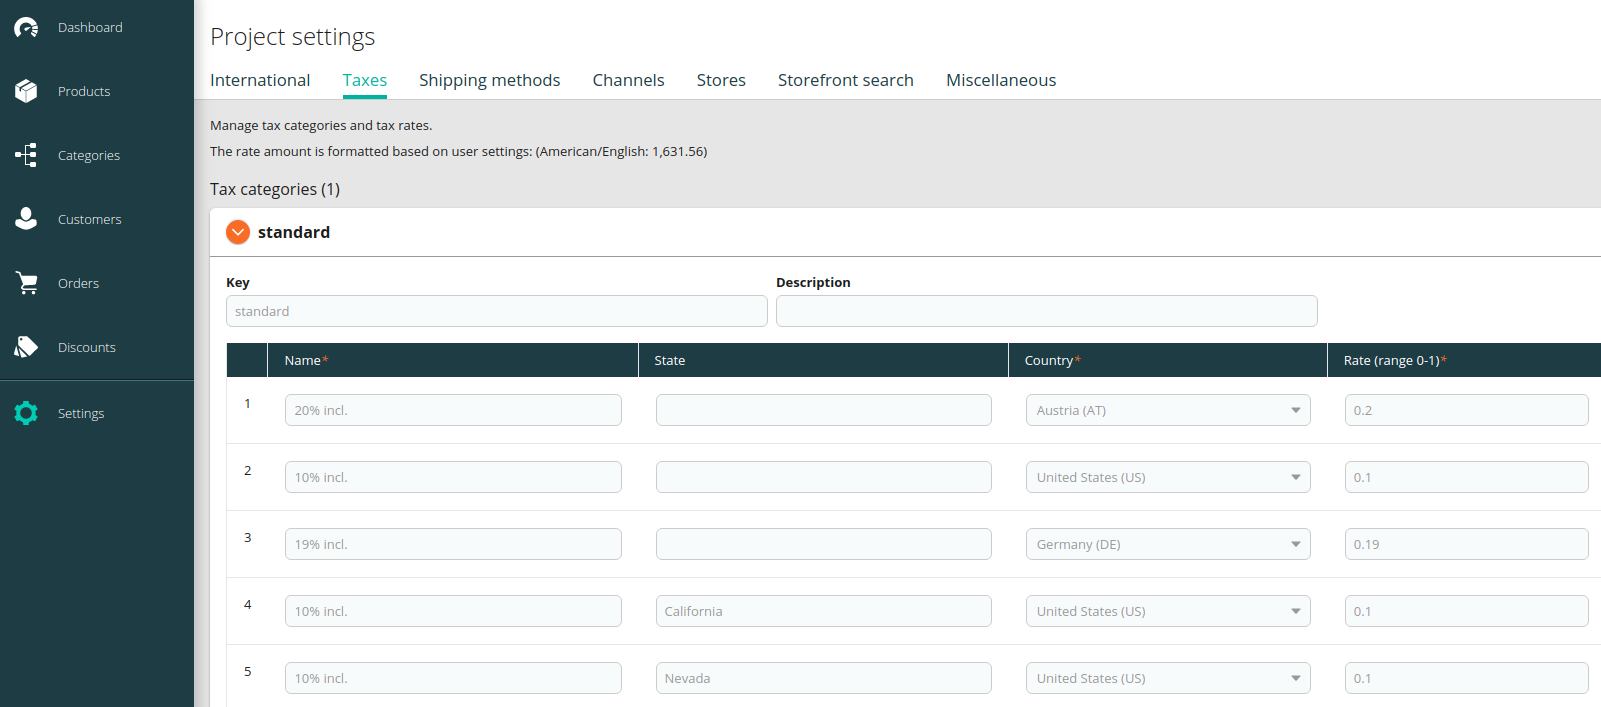 Dashboard
Products
Categories
Customers
Orders
Discounts
Settings
Project settings
International Taxes Shipping methods Channels Stores Storefront search Miscellaneous
Manage tax categories and tax rates.
The rate amount is formatted based on user settings: (American/English: 1,631.56)
Tax categories (1)
standard
Key Description
standard
Name* State Country* Rate (range 0-1)*
1 20% incl. Austria (AT) 0.2
2 10% incl. United States (US) 0.1
3 19% incl. Germany (DE) 0.19
4 10% incl. California United States (US) 0.1
5 10% incl. Nevada United States (US) 0.1